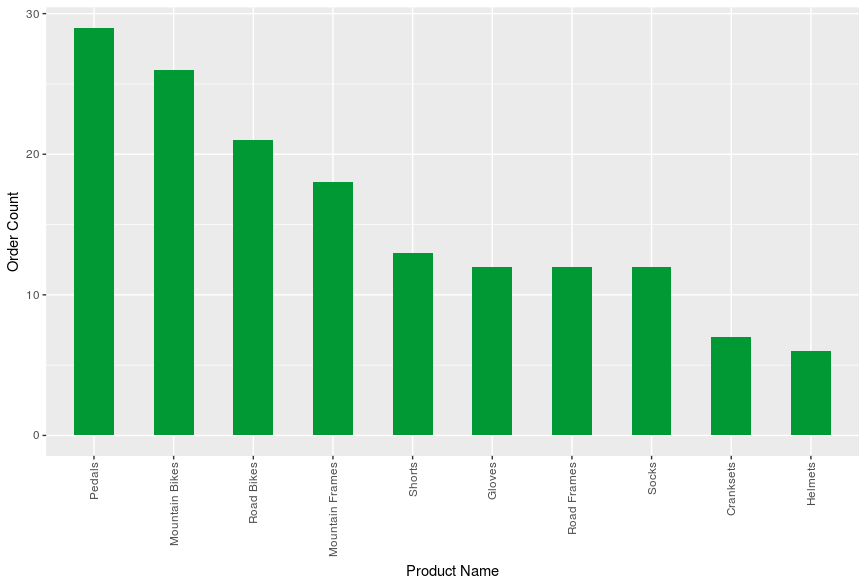 30
20
10
0
Order Count
Pedals
Mountain Bikes
Road Bikes
Mountain Frames
Shorts
Gloves
Road Frames
Socks
Cranksets
Helmets
Product Name